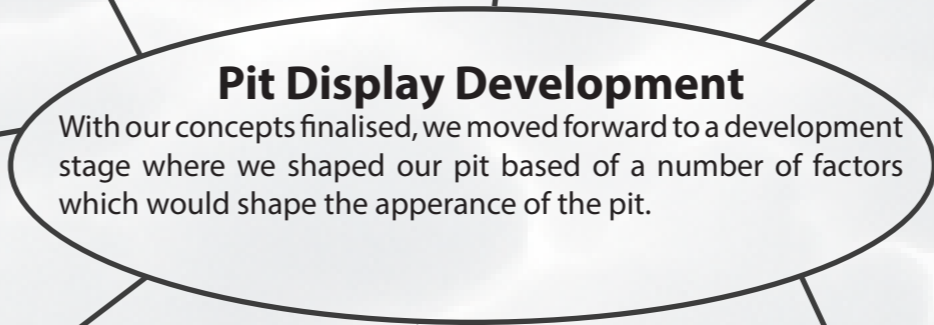 Pit Display Development
With our concepts finalised, we moved forward to a development
stage where we shaped our pit based of a number of factors
which would shape the apperance of the pit.